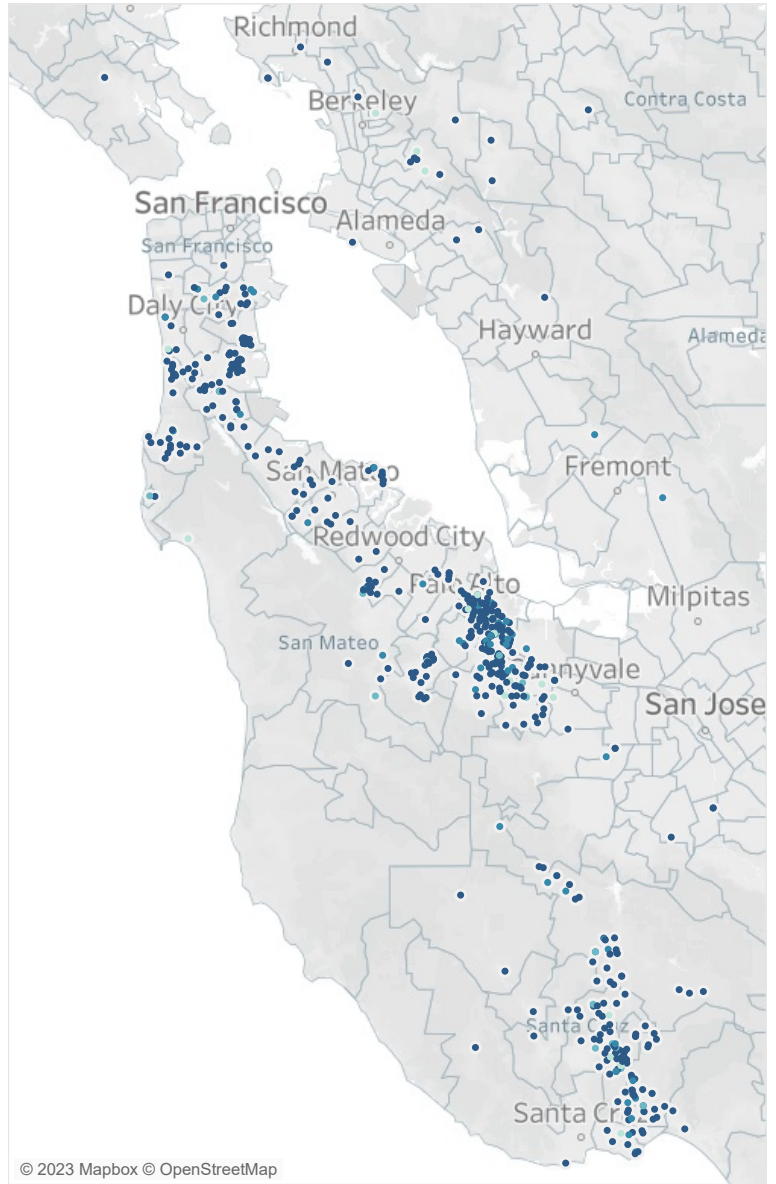 Richmond
Berkeley
Contra Costa
San Francisco
Alameda
San Francisco
Daly City
Hayward
Alameda
Fremont
San Mateo
Redwood City
Palo Alto
Milpitas
San Mateo
nnyvale
San Jose
Santa Cruz
Santa Cruz
© 2023 Mapbox © OpenStreetMap